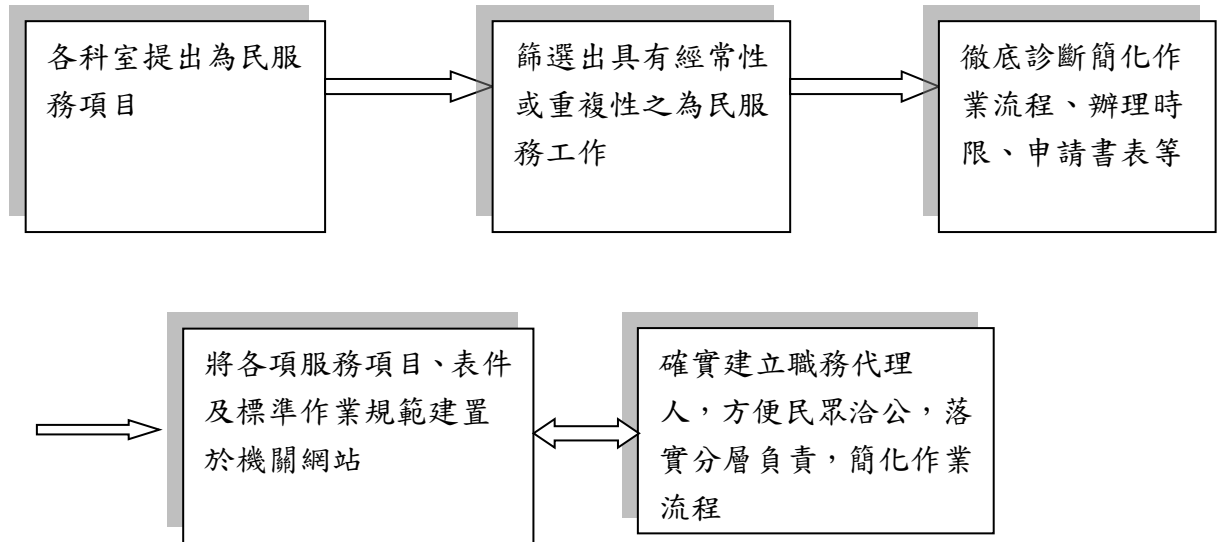 各科室提出為民服
務項目
篩選出具有經常性
或重複性之為民服
務工作
徹底診斷簡化作
業流程、辦理時
限、申請書表等
將各項服務項目、表件
及標準作業規範建置
於機關網站
確實建立職務代理
人，方便民眾洽公，落
實分層負責，簡化作業
流程